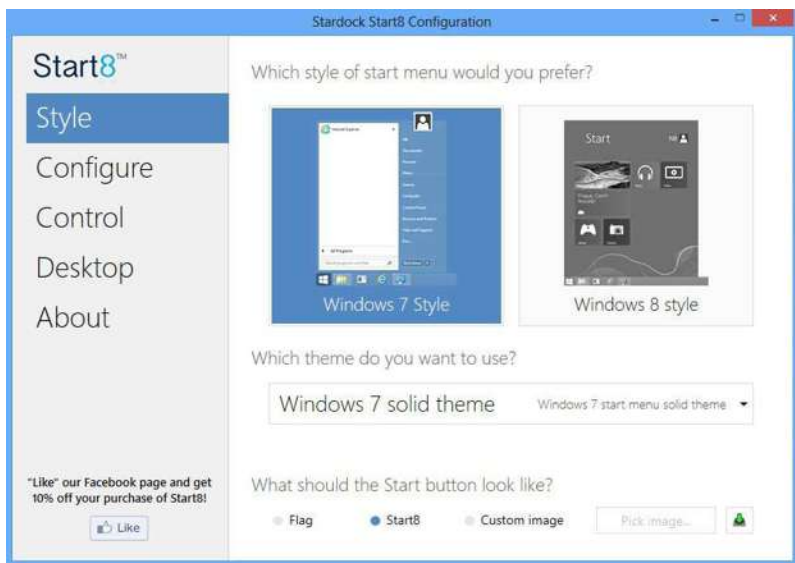 Stardock Start8 Configuration
Start8™
Style
Configure
Control
Desktop
About
"Like" our Facebook page and get
10% off your purchase of Start8!
Like
Which style of start menu would you prefer?
Start
Windows 7 Style
Windows 8 style
Which theme do you want to use?
Windows 7 solid theme Windows 7 start menu solid theme
What should the Start button look like?
Flag Start8 Custom image Pick image...